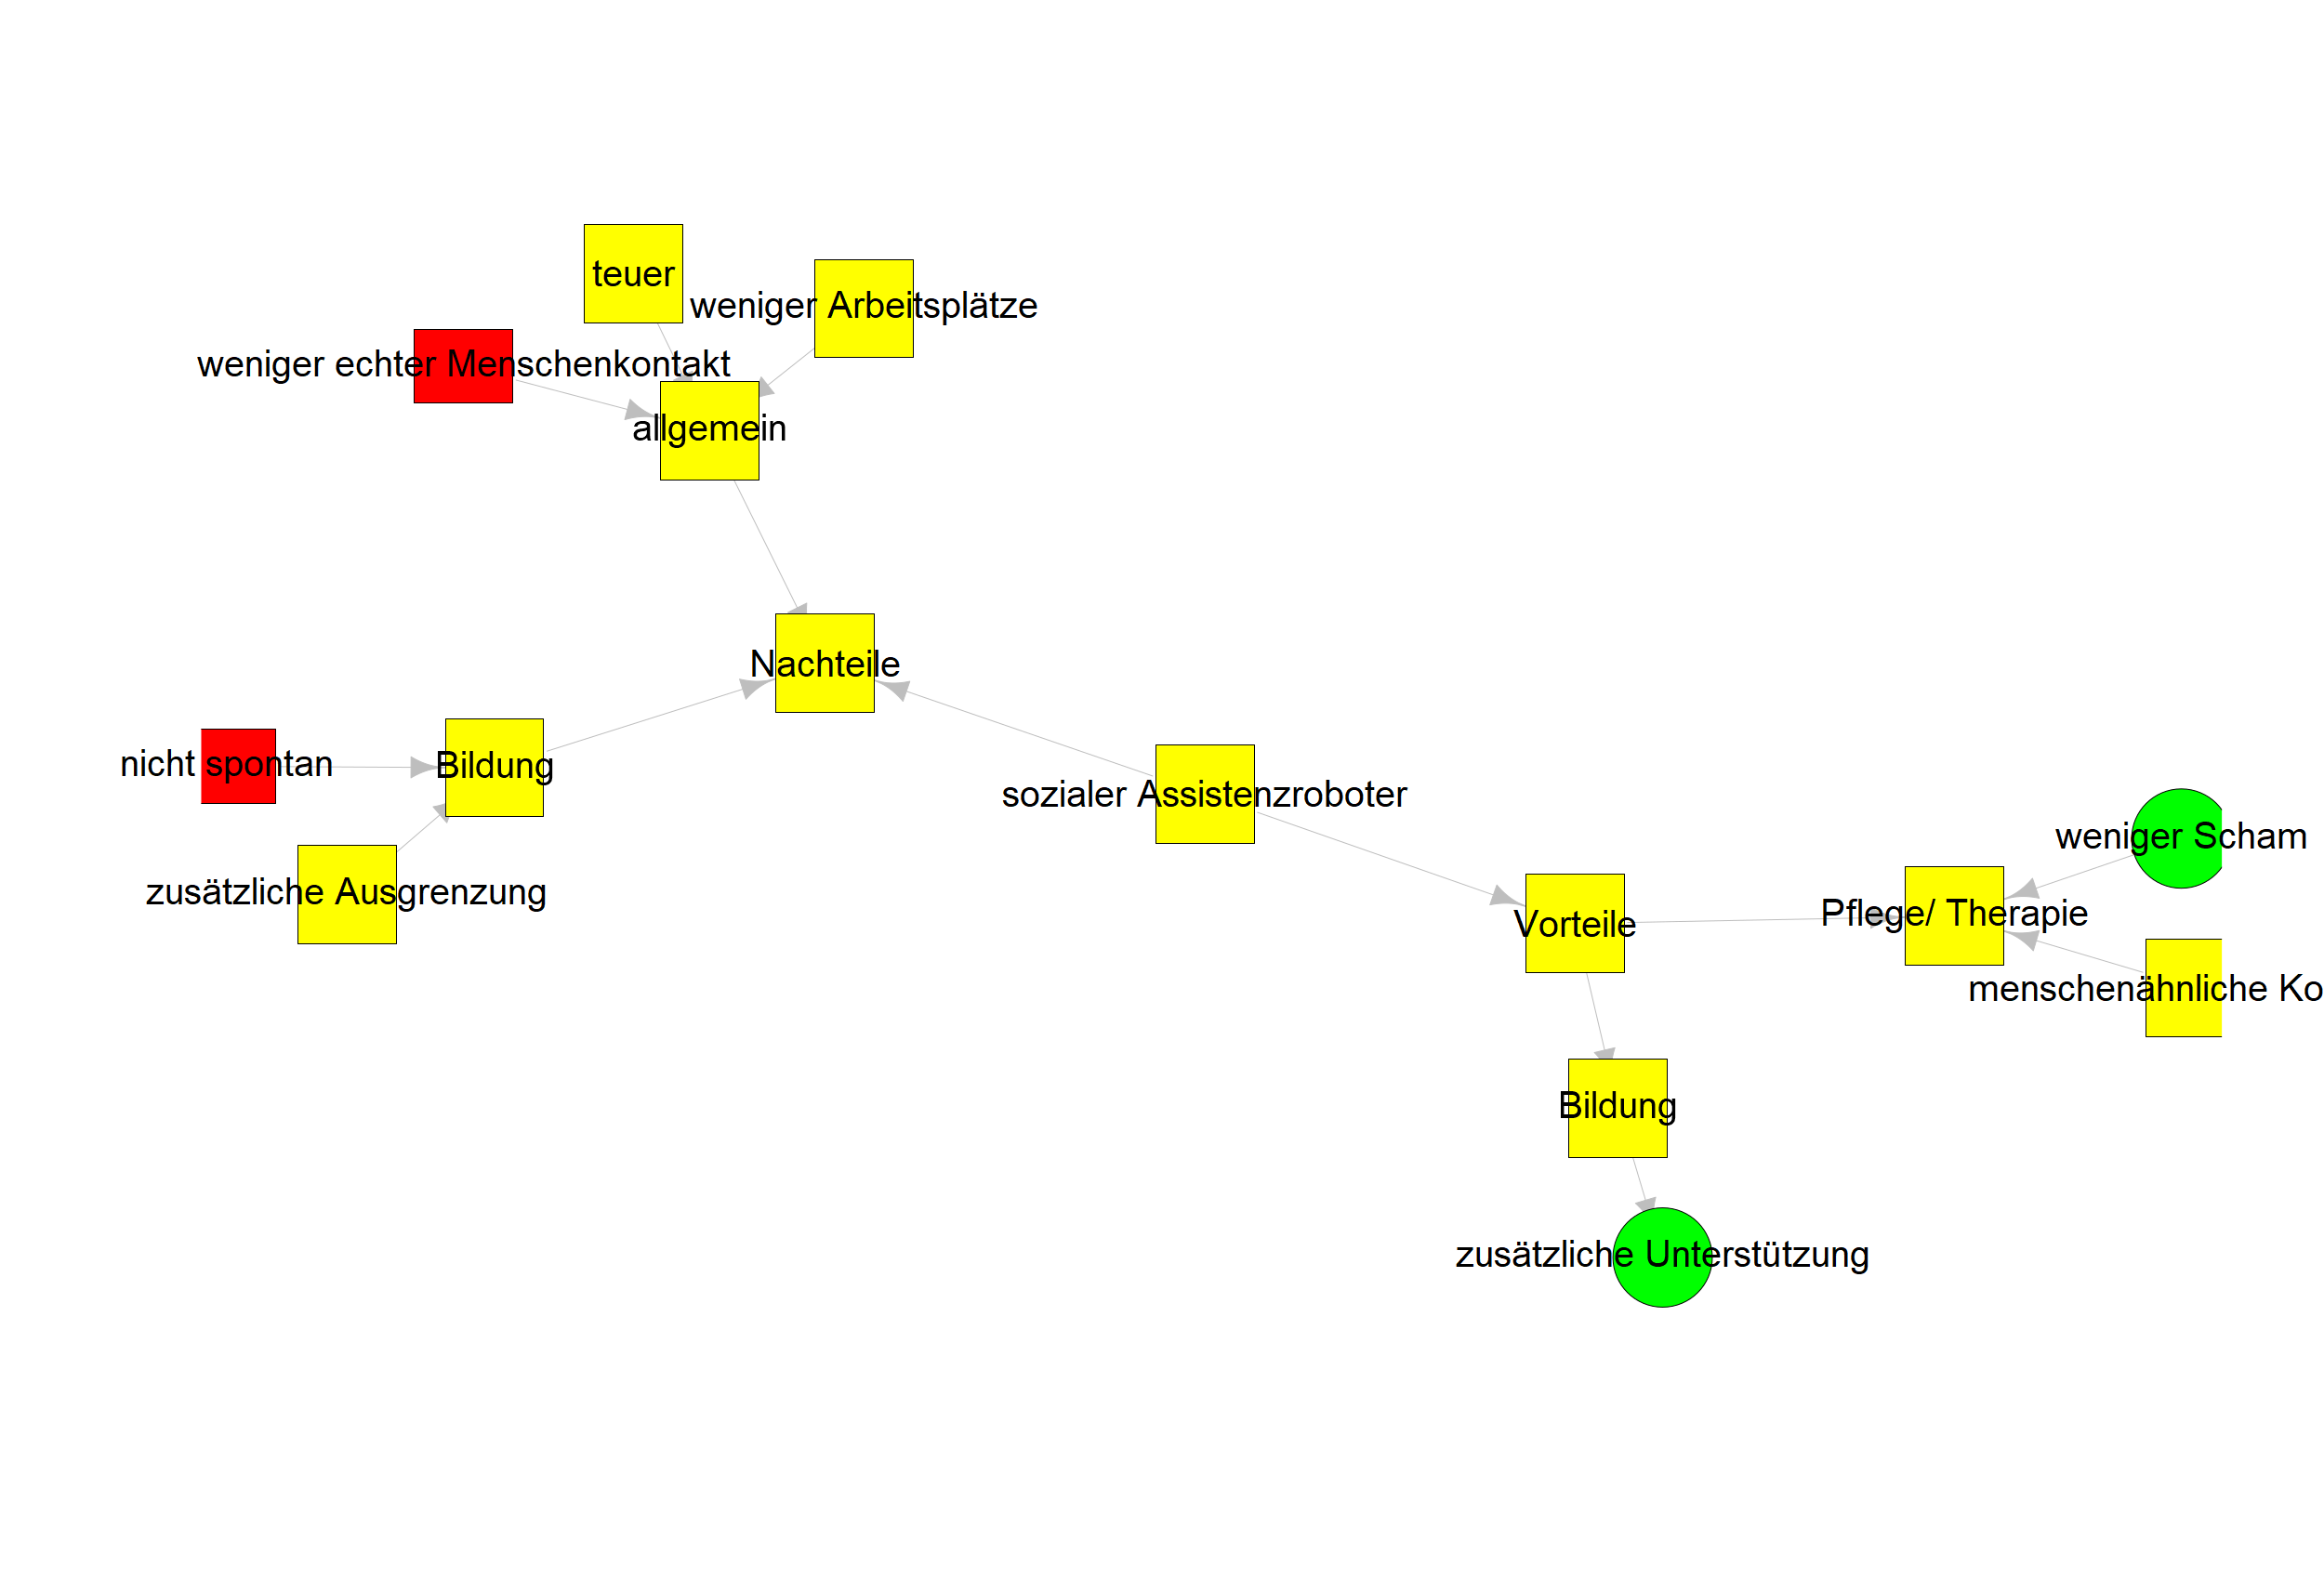 teuer
weniger Arbeitsplätze
weniger echter Menschenkontakt
allgemein
Nachteile
nicht spontan
Bildung
sozialer Assistenzroboter
weniger Scham
zusätzliche Ausgrenzung
Pflege/ Therapie
Vorteile
menschenähnliche Ko
Bildung
zusätzliche Unterstützung